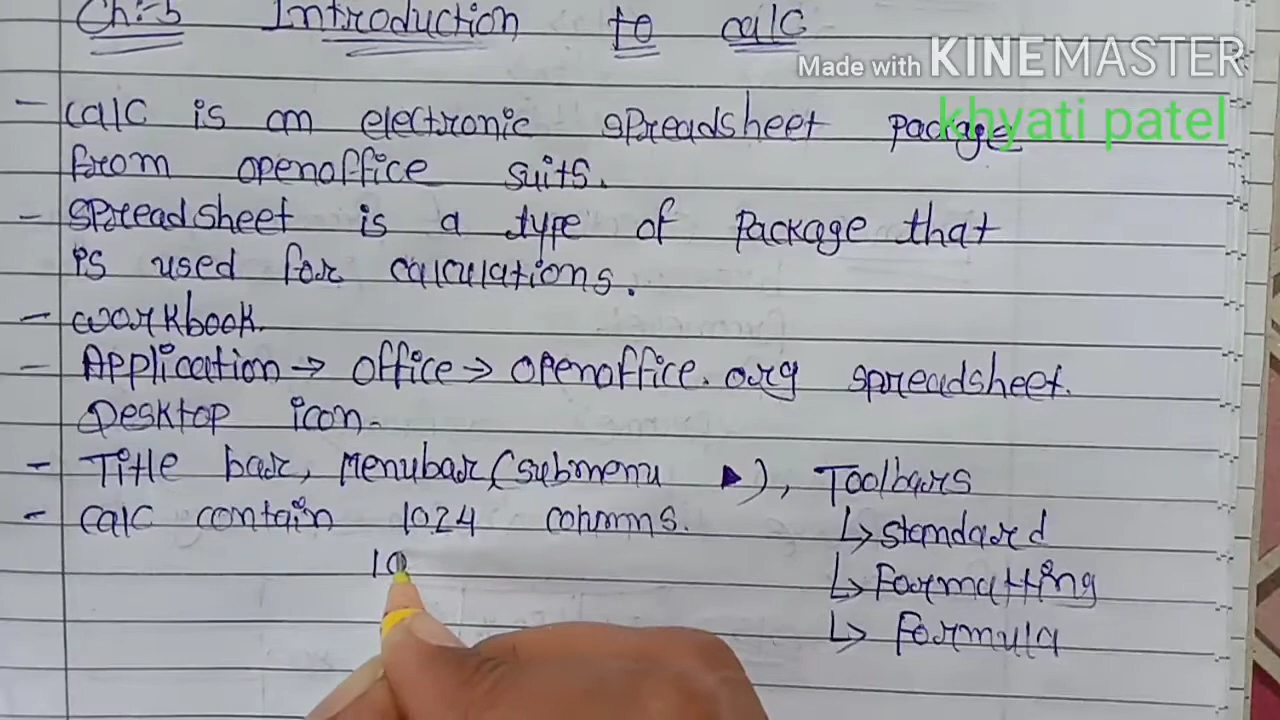 Ch:-5 Introduction to calc
Made with KINEMASTER
khyati patel
- calc is an electronic spreadsheet package
from openoffice suits.
- spreadsheet is a type of package that
is used for calculations.
- workbook.
- Application → office → openoffice.org spreadsheet.
Desktop icon.
- Title bar, Menubar (submenu ▶), Toolbars
- calc contain 1024 colmms.
↳ standard
10
↳ Formatting
↳ Formula